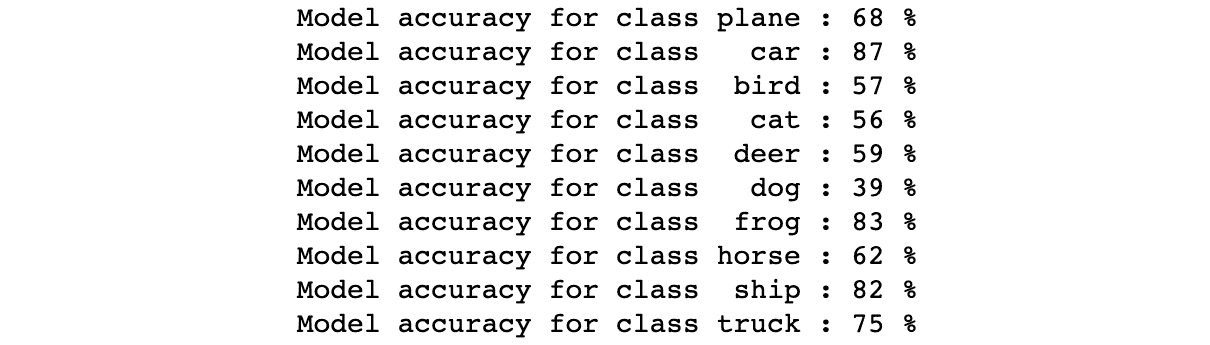 Model accuracy for class plane : 68 %
Model accuracy for class   car : 87 %
Model accuracy for class  bird : 57 %
Model accuracy for class   cat : 56 %
Model accuracy for class  deer : 59 %
Model accuracy for class   dog : 39 %
Model accuracy for class  frog : 83 %
Model accuracy for class horse : 62 %
Model accuracy for class  ship : 82 %
Model accuracy for class truck : 75 %